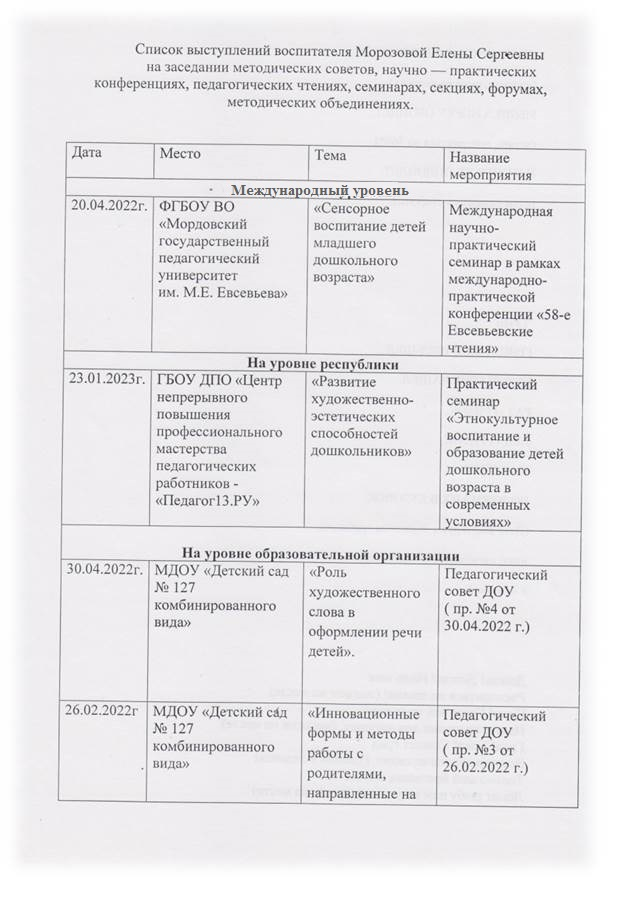 Список выступлений воспитателя Морозовой Елены Сергеевны
на заседании методических советов, научно — практических
конференциях, педагогических чтениях, семинарах, секциях, форумах,
методических объединениях.
Дата
Место
Тема
Название
мероприятия
Международный уровень
20.04.2022г.
ФГБОУ ВО
«Мордовский
государственный
педагогический
университет
им. М.Е. Евсевьева»
«Сенсорное
воспитание детей
младшего
дошкольного
возраста»
Международная
научно-
практический
семинар в рамках
международно-
практической
конференции «58-е
Евсевьевские
чтения»
На уровне республики
23.01.2023г.
ГБОУ ДПО «Центр
непрерывного
повышения
профессионального
мастерства
педагогических
работников -
«Педагог13.РУ»
«Развитие
художественно-
эстетических
способностей
дошкольников»
Практический
семинар
«Этнокультурное
воспитание и
образование детей
дошкольного
возраста в
современных
условиях»
На уровне образовательной организации
30.04.2022г.
МДОУ «Детский сад
№ 127
комбинированного
вида»
«Роль
художественного
слова в
оформлении речи
детей».
Педагогический
совет ДОУ
( пр. №4 от
30.04.2022 г.)
26.02.2022г
МДОУ «Детский сад
№ 127
комбинированного
вида»
«Инновационные
формы и методы
работы с
родителями,
направленные на
Педагогический
совет ДОУ
( пр. №3 от
26.02.2022 г.)